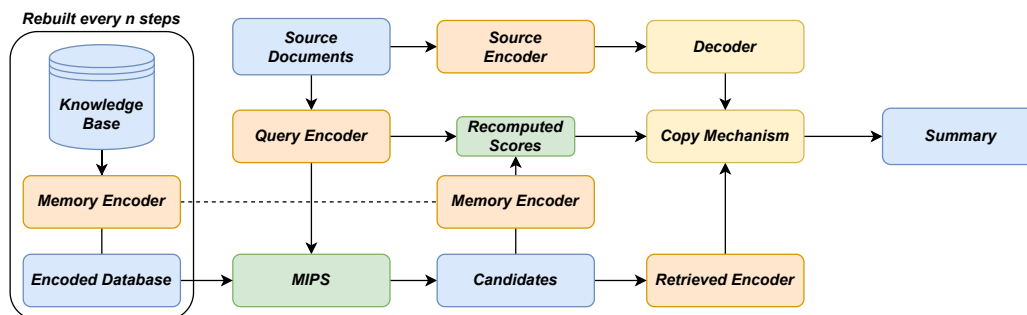 Rebuilt every n steps
Source
Documents
Source
Encoder
Decoder
Knowledge
Base
Query Encoder
Recomputed
Scores
Copy Mechanism
Summary
Memory Encoder
Memory Encoder
Encoded Database
MIPS
Candidates
Retrieved Encoder